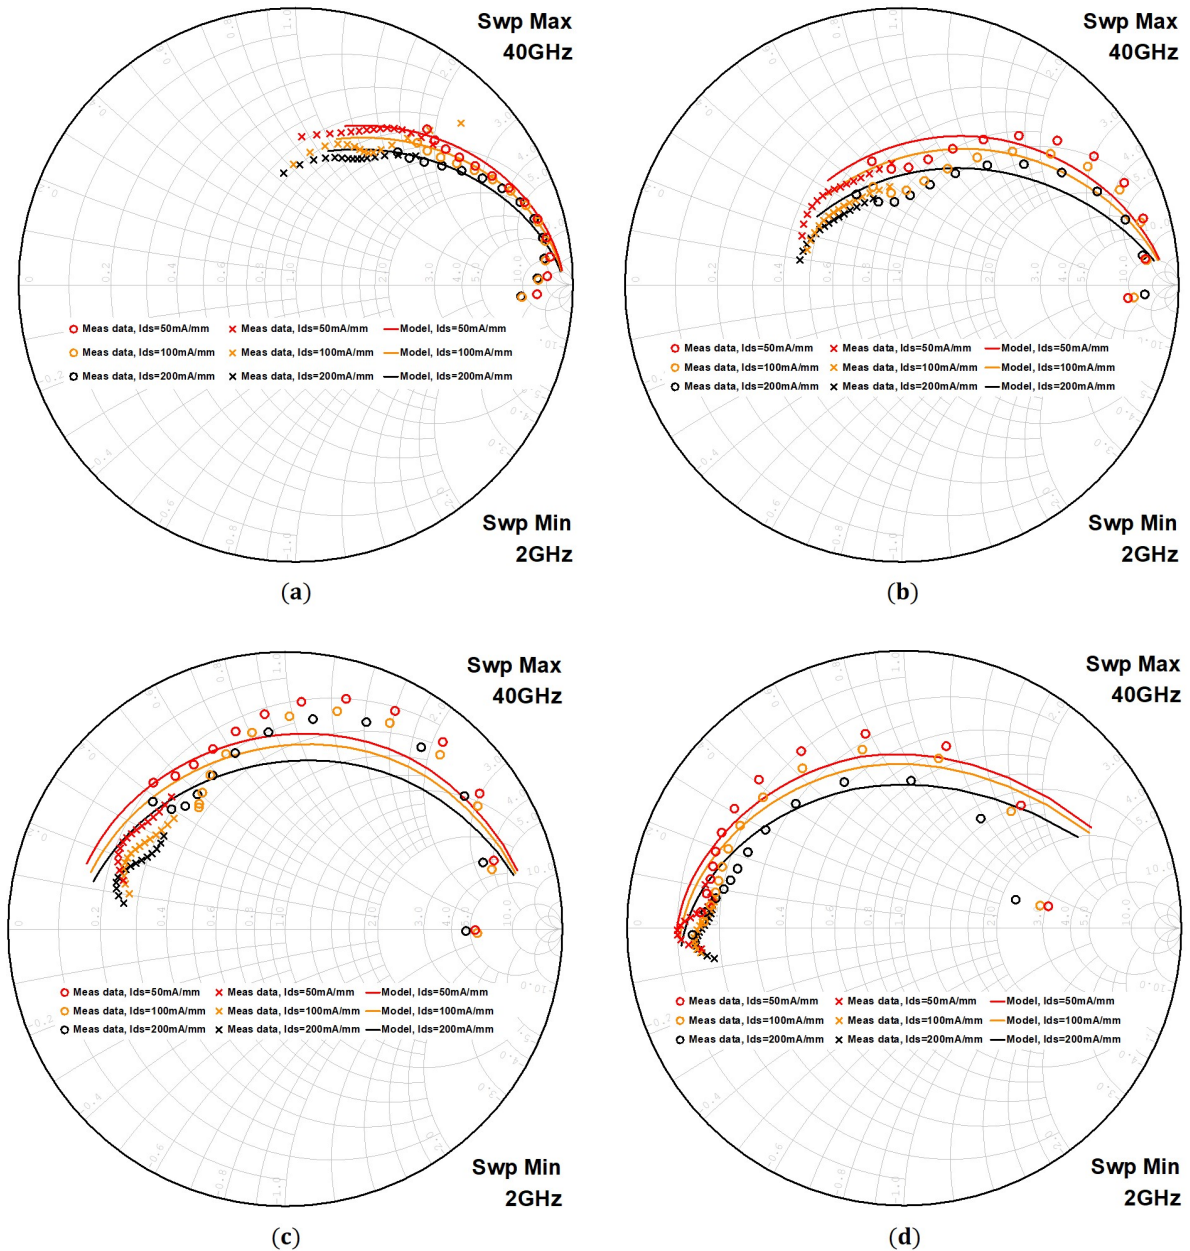 Swp Max
40GHz
Meas data, Ids=50mA/mm Meas data, Ids=50mA/mm Model, Ids=50mA/mm
Meas data, Ids=100mA/mm Meas data, Ids=100mA/mm Model, Ids=100mA/mm
Meas data, Ids=200mA/mm Meas data, Ids=200mA/mm Model, Ids=200mA/mm
Swp Min
2GHz
(a)
Swp Max
40GHz
Meas data, Ids=50mA/mm Meas data, Ids=50mA/mm Model, Ids=50mA/mm
Meas data, Ids=100mA/mm Meas data, Ids=100mA/mm Model, Ids=100mA/mm
Meas data, Ids=200mA/mm Meas data, Ids=200mA/mm Model, Ids=200mA/mm
Swp Min
2GHz
(b)
Swp Max
40GHz
Meas data, Ids=50mA/mm Meas data, Ids=50mA/mm Model, Ids=50mA/mm
Meas data, Ids=100mA/mm Meas data, Ids=100mA/mm Model, Ids=100mA/mm
Meas data, Ids=200mA/mm Meas data, Ids=200mA/mm Model, Ids=200mA/mm
Swp Min
2GHz
(c)
Swp Max
40GHz
Meas data, Ids=50mA/mm Meas data, Ids=50mA/mm Model, Ids=50mA/mm
Meas data, Ids=100mA/mm Meas data, Ids=100mA/mm Model, Ids=100mA/mm
Meas data, Ids=200mA/mm Meas data, Ids=200mA/mm Model, Ids=200mA/mm
Swp Min
2GHz
(d)